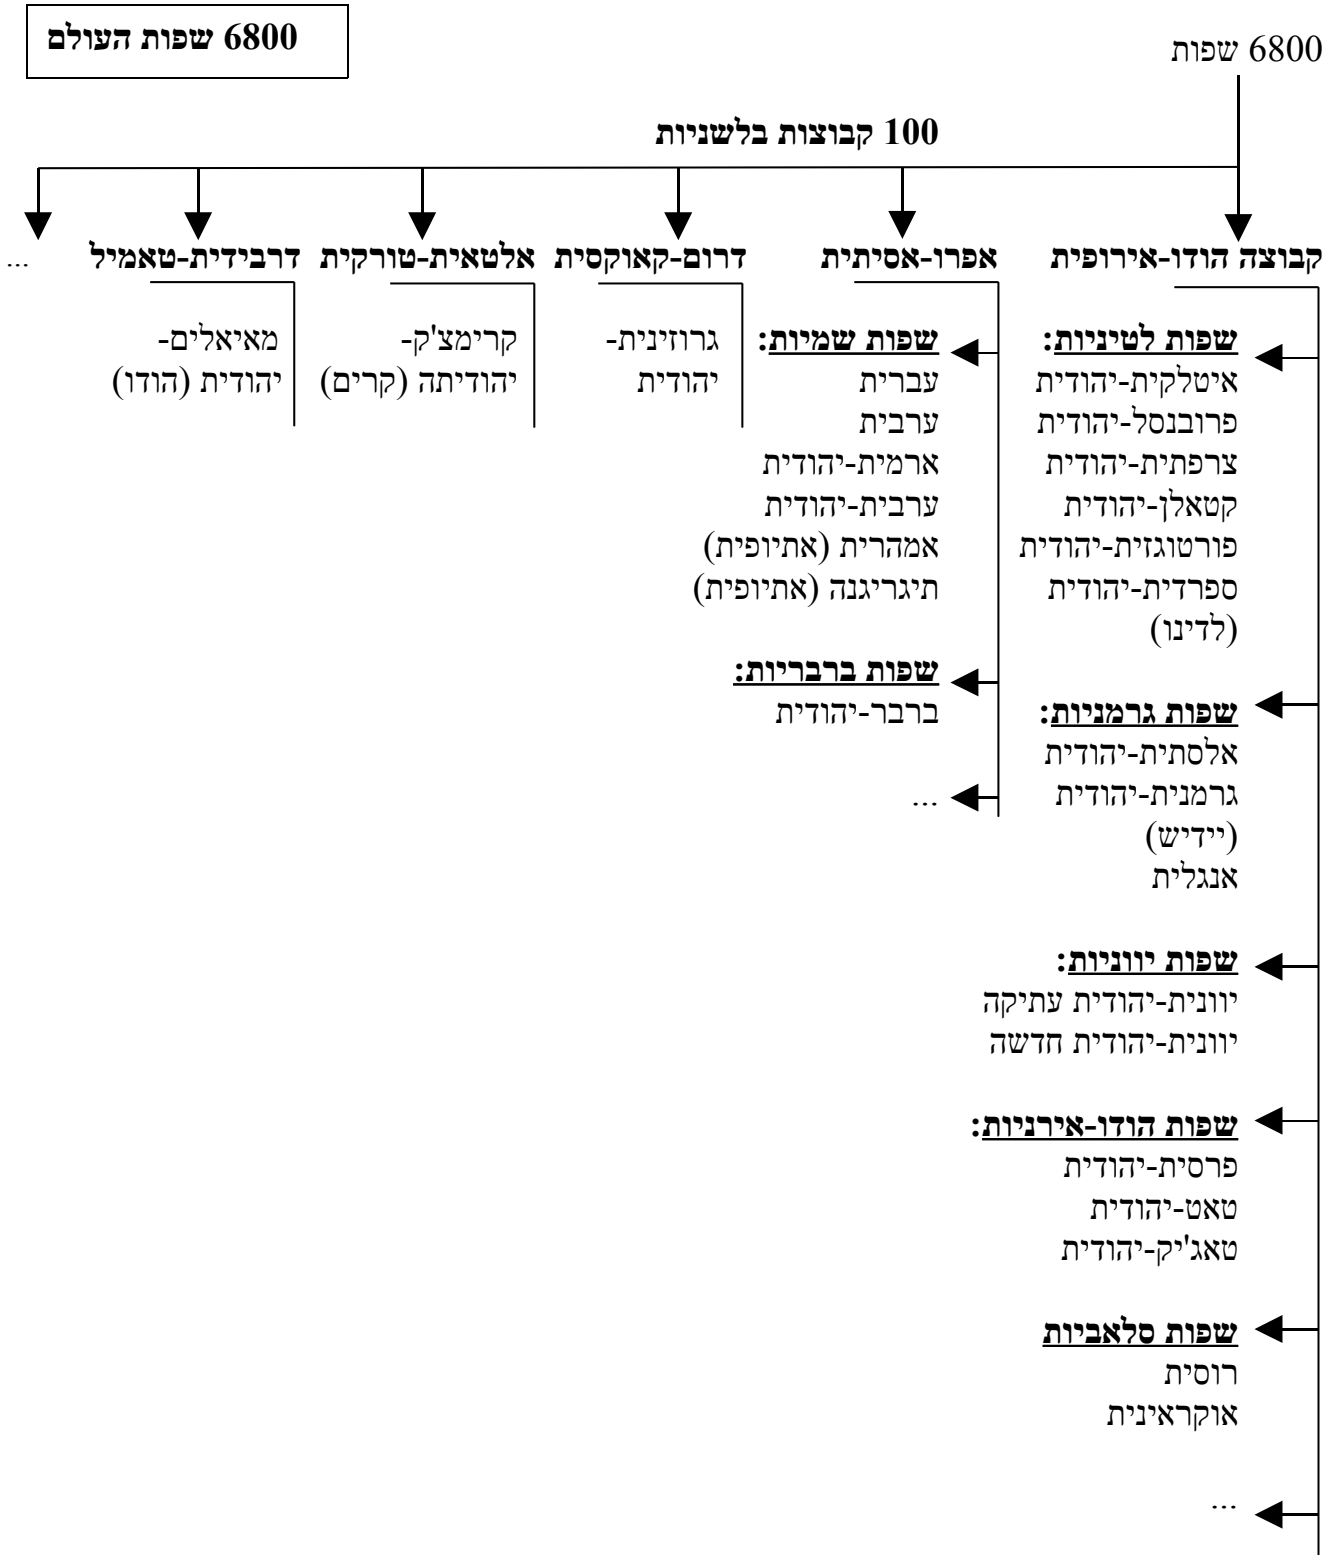 6800 שפות העולם
6800 שפות
100 קבוצות בלשניות
קבוצה הודו-אירופית
שפות לטיניות:
איטלקית-יהודית
פרובנסל-יהודית
צרפתית-יהודית
קטאלן-יהודית
פורטוגזית-יהודית
ספרדית-יהודית
(לדינו)
שפות גרמניות:
אלסתית-יהודית
גרמנית-יהודית
(יידיש)
אנגלית
שפות יווניות:
יוונית-יהודית עתיקה
יוונית-יהודית חדשה
שפות הודו-אירניות:
פרסית-יהודית
טאט-יהודית
טאג'יק-יהודית
שפות סלאביות
רוסית
אוקראינית
...
אפרו-אסיתית
שפות שמיות:
עברית
ערבית
ארמית-יהודית
ערבית-יהודית
אמהרית (אתיופית)
תיגריגנה (אתיופית)
שפות ברבריות:
ברבר-יהודית
...
דרום-קאוקסית
גרוזינית-
יהודית
אלטאית-טורקית
קרימצ'ק-
יהודיתה (קרים)
דרבידית-טאמיל
מאיאלים-
יהודית (הודו)
...